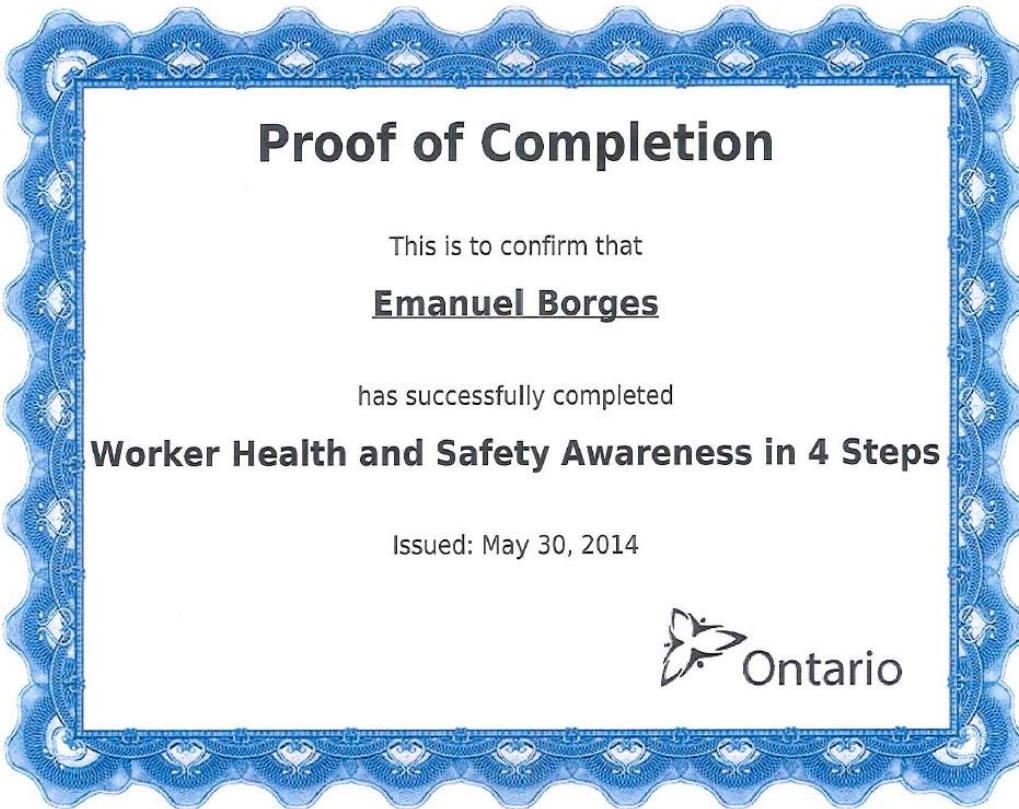 Proof of Completion
This is to confirm that
Emanuel Borges
has successfully completed
Worker Health and Safety Awareness in 4 Steps
Issued: May 30, 2014
Ontario